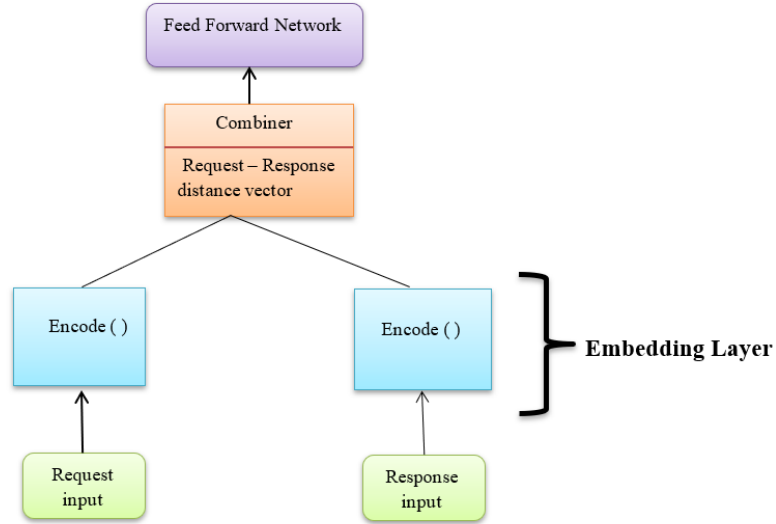 Feed Forward Network
Combiner
Request – Response
distance vector
Encode ( )
Encode ( )
Embedding Layer
Request
input
Response
input